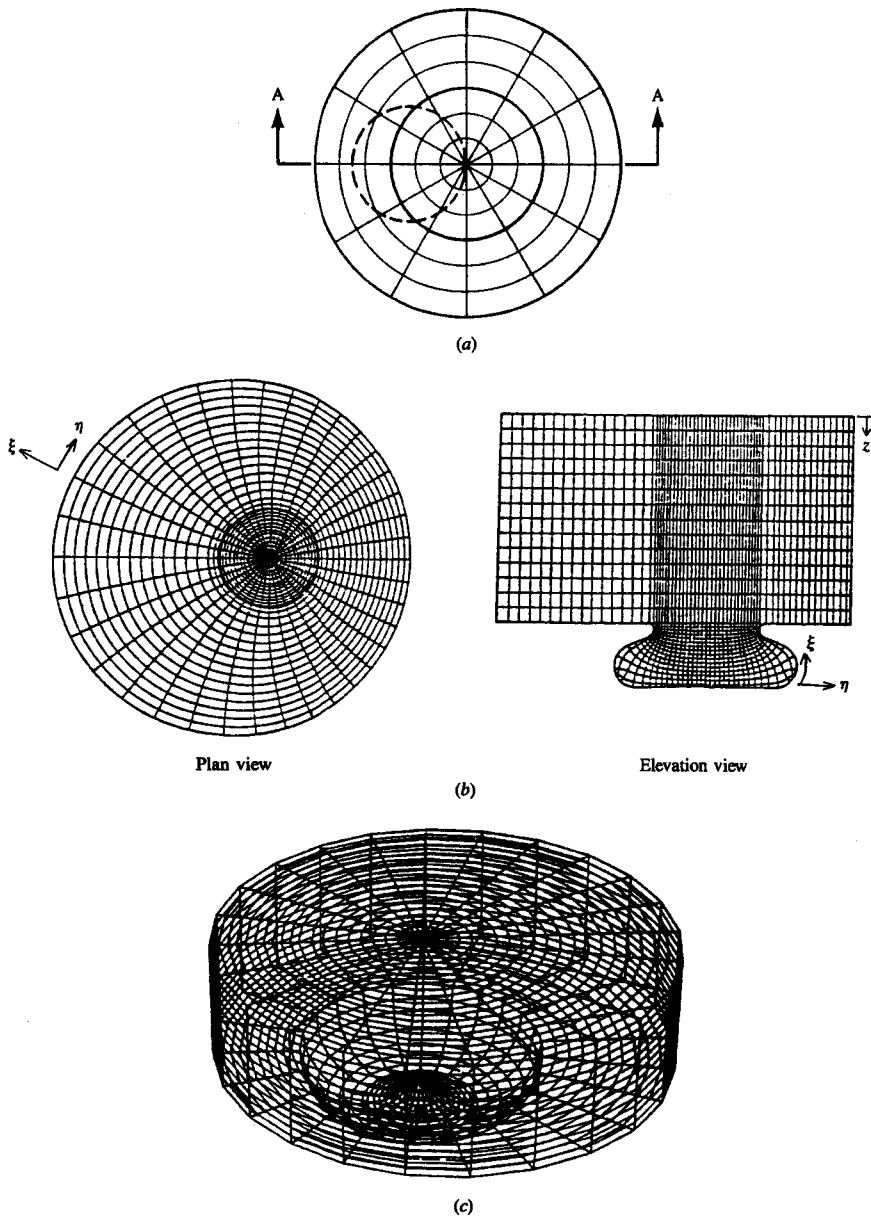 A A
(a)
ξ η
z
ξ
η
Plan view Elevation view
(b)
(c)